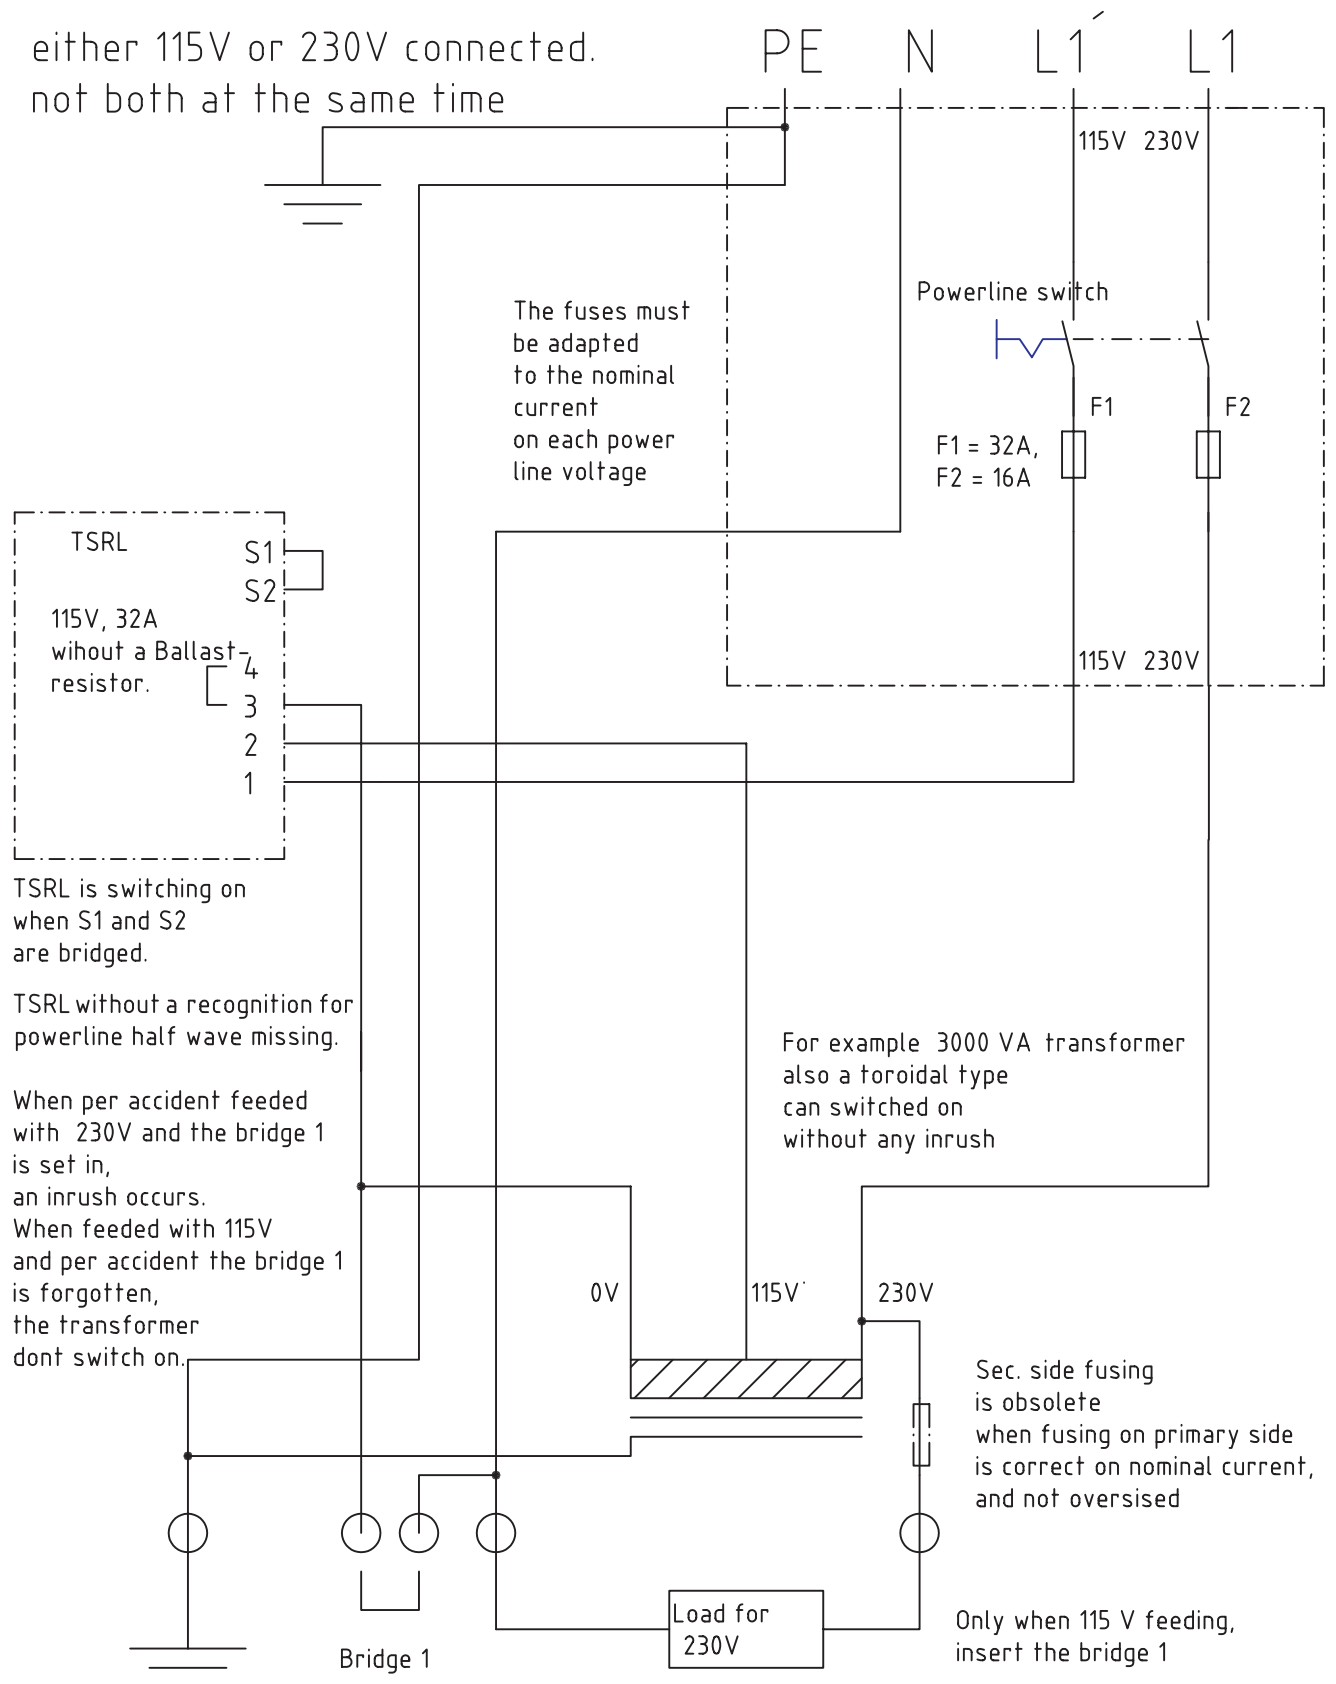 either 115V or 230V connected.
not both at the same time
PE N L1´ L1
115V 230V
Powerline switch
The fuses must
be adapted
to the nominal
current
on each power
line voltage
F1 F2
F1 = 32A,
F2 = 16A
TSRL
S1
S2
115V, 32A
wihout a Ballast-
resistor.
4
3
2
1
115V 230V
TSRL is switching on
when S1 and S2
are bridged.
TSRL without a recognition for
powerline half wave missing.
When per accident feeded
with 230V and the bridge 1
is set in,
an inrush occurs.
When feeded with 115V
and per accident the bridge 1
is forgotten,
the transformer
dont switch on.
For example 3000 VA transformer
also a toroidal type
can switched on
without any inrush
0V 115V 230V
Sec. side fusing
is obsolete
when fusing on primary side
is correct on nominal current,
and not oversised
Load for
230V
Bridge 1
Only when 115 V feeding,
insert the bridge 1